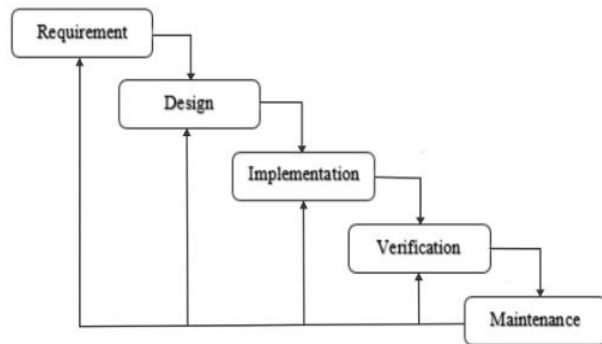 Requirement
Design
Implementation
Verification
Maintenance